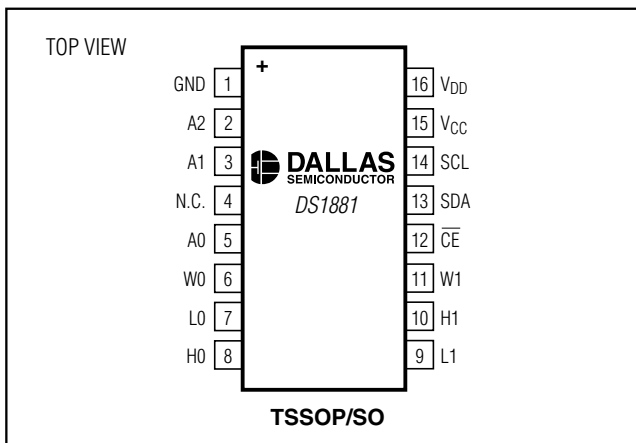 TOP VIEW
+
GND 1
A2 2
A1 3
N.C. 4
A0 5
W0 6
L0 7
H0 8
DALLAS
SEMICONDUCTOR
DS1881
16 VDD
15 VCC
14 SCL
13 SDA
12 C̅E̅
11 W1
10 H1
9 L1
TSSOP/SO